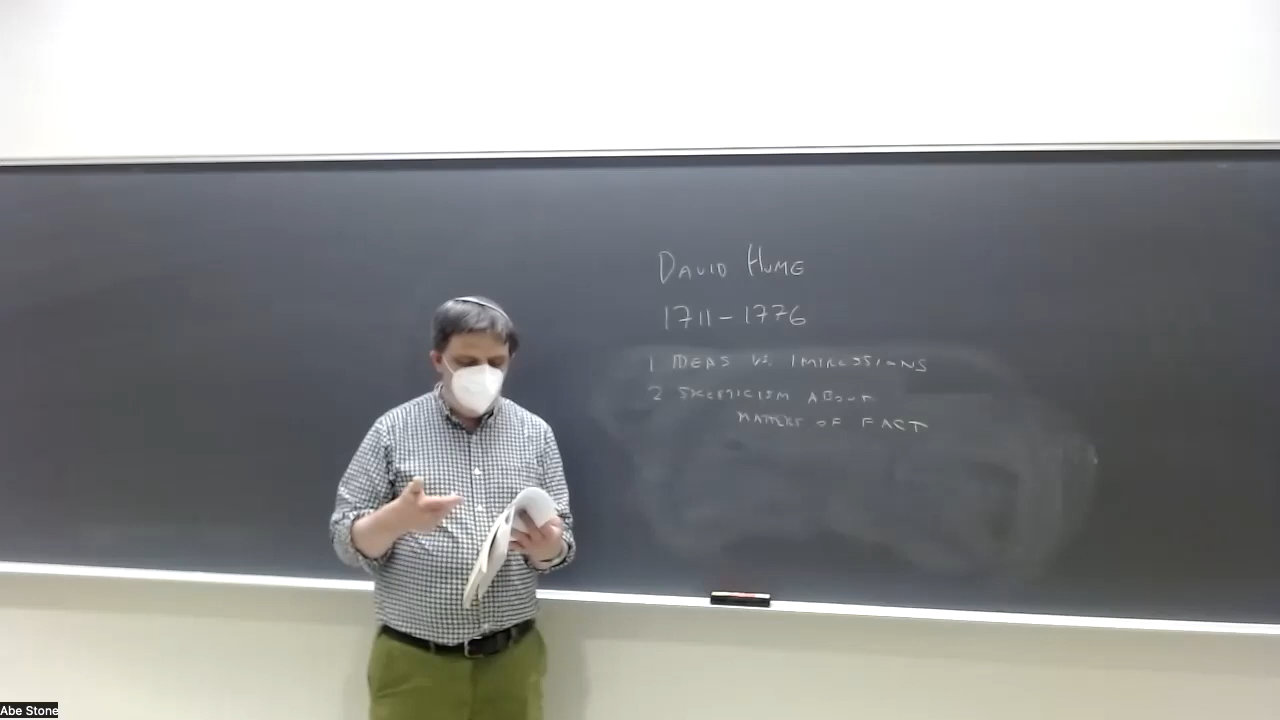 DAVID HUME
1711-1776
1 IDEAS VS. IMPRESSIONS
2 SKEPTICISM ABOUT
MATTERS OF FACT
Abe Stone